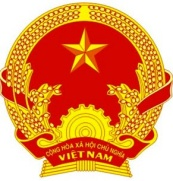 CỘNG HÒA XÃ HỘI CHỦ NGHĨA
VIỆT NAM